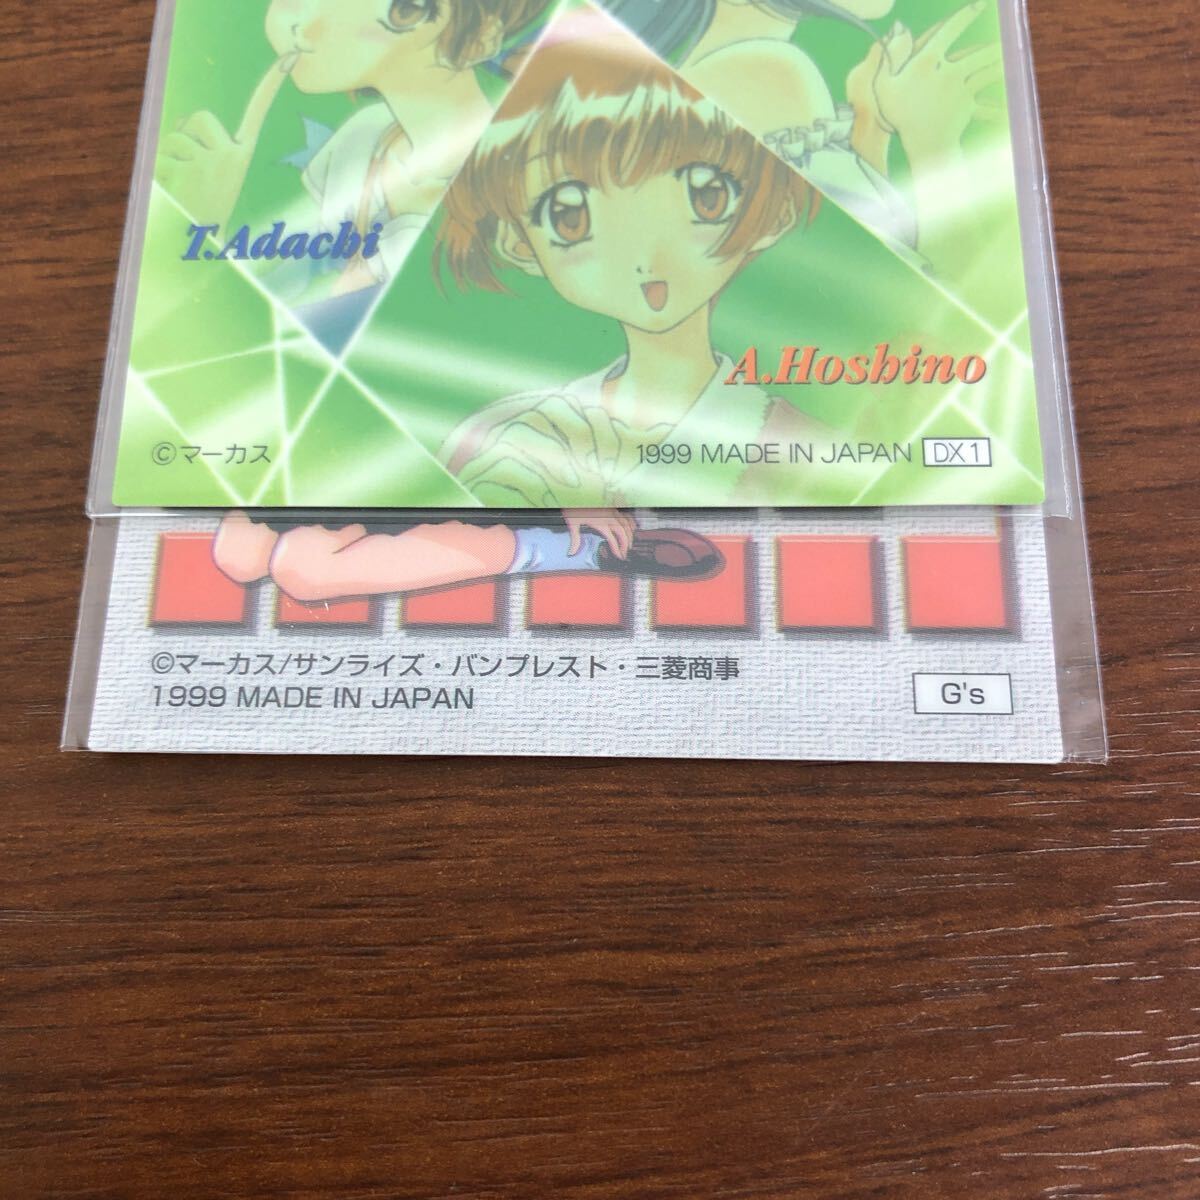 T.Adachi
A.Hoshino
©マーカス
1999 MADE IN JAPAN DX1
©マーカス/サンライズ・バンプレスト・三菱商事
1999 MADE IN JAPAN
G's